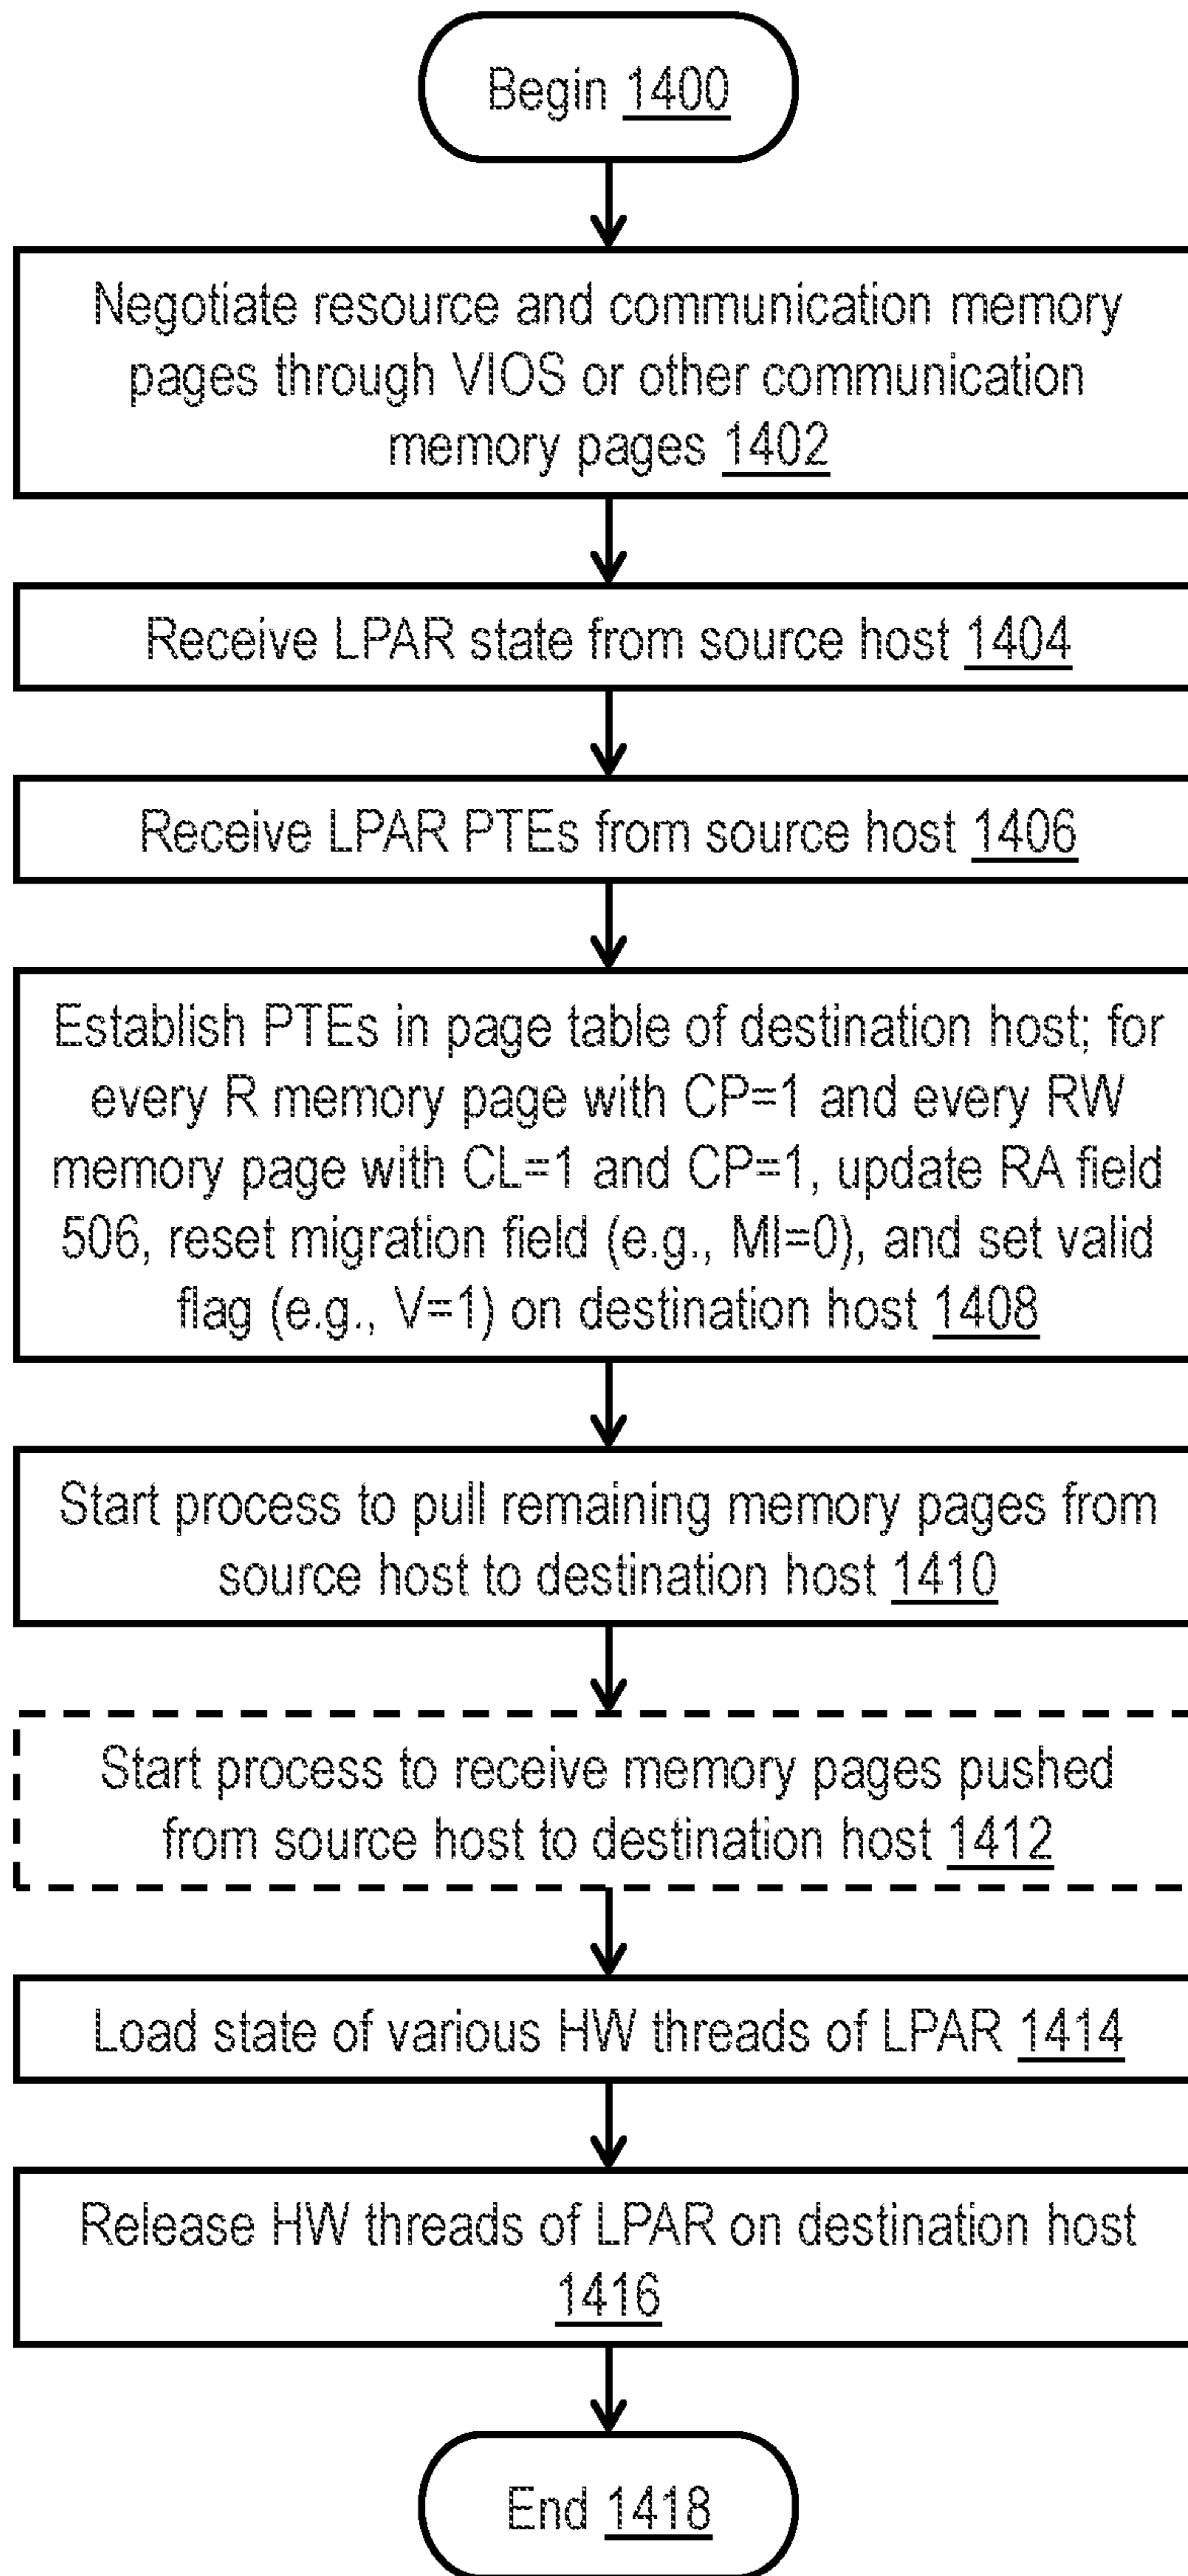 Begin 1400
Negotiate resource and communication memory
pages through VIOS or other communication
memory pages 1402
Receive LPAR state from source host 1404
Receive LPAR PTEs from source host 1406
Establish PTEs in page table of destination host; for
every R memory page with CP=1 and every RW
memory page with CL=1 and CP=1, update RA field
506, reset migration field (e.g., MI=0), and set valid
flag (e.g., V=1) on destination host 1408
Start process to pull remaining memory pages from
source host to destination host 1410
Start process to receive memory pages pushed
from source host to destination host 1412
Load state of various HW threads of LPAR 1414
Release HW threads of LPAR on destination host
1416
End 1418